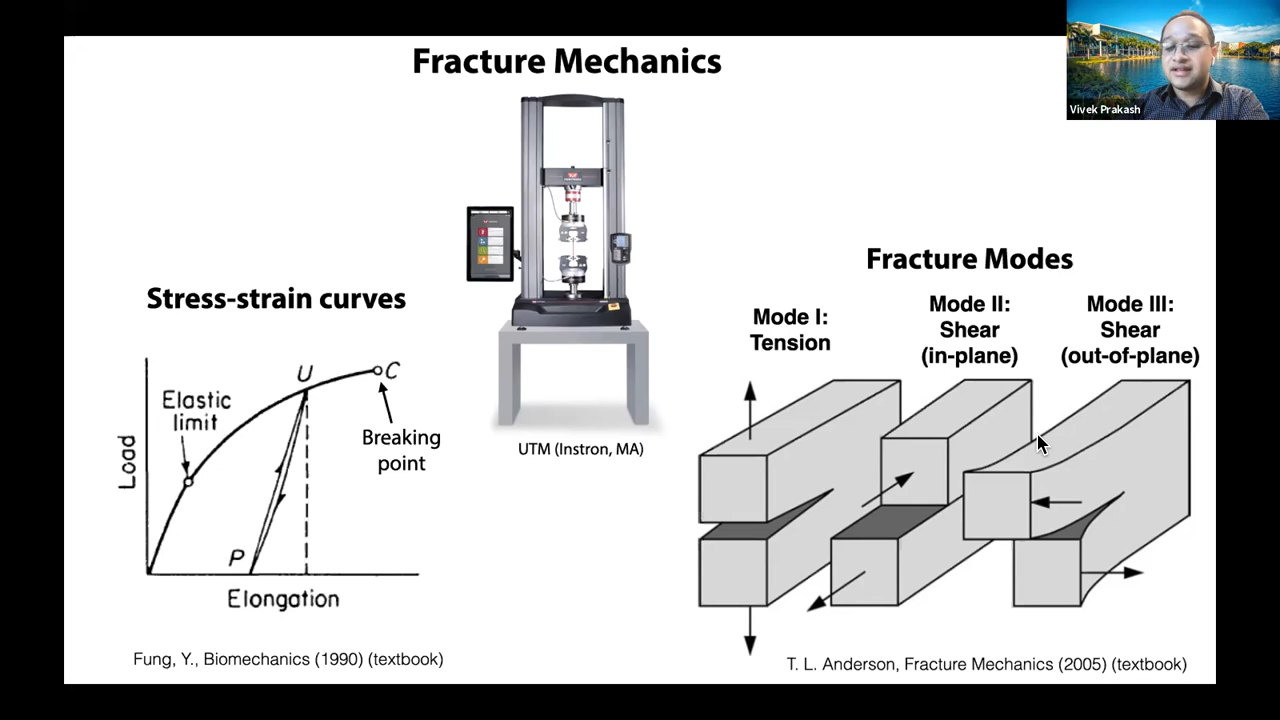 Fracture Mechanics
Vivek Prakash
Stress-strain curves
Load
Elastic
limit
U
C
Breaking
point
P
Elongation
Fung, Y., Biomechanics (1990) (textbook)
UTM (Instron, MA)
Fracture Modes
Mode I:
Tension
Mode II:
Shear
(in-plane)
Mode III:
Shear
(out-of-plane)
T. L. Anderson, Fracture Mechanics (2005) (textbook)